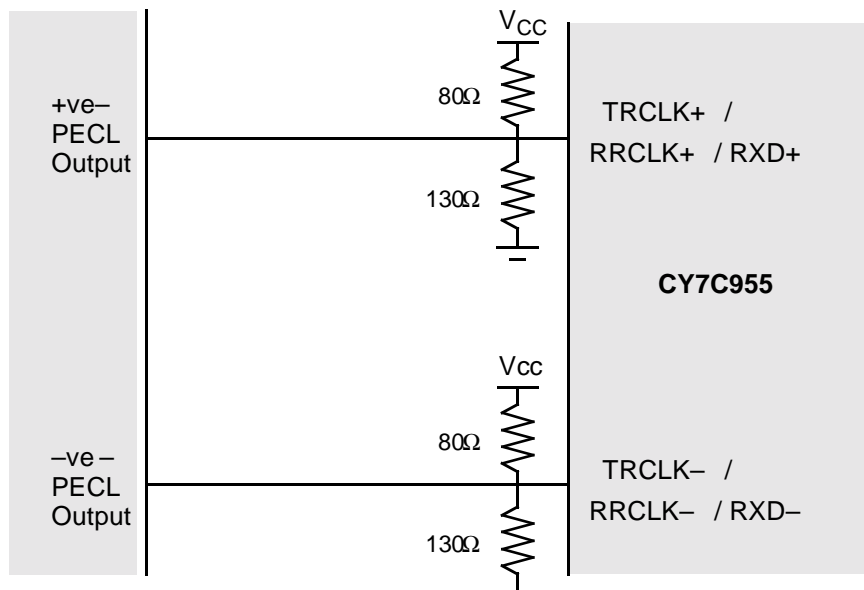 VCC
80Ω
+ve–
PECL
Output
TRCLK+ /
RRCLK+ / RXD+
130Ω
CY7C955
Vcc
80Ω
–ve –
PECL
Output
TRCLK– /
RRCLK– / RXD–
130Ω